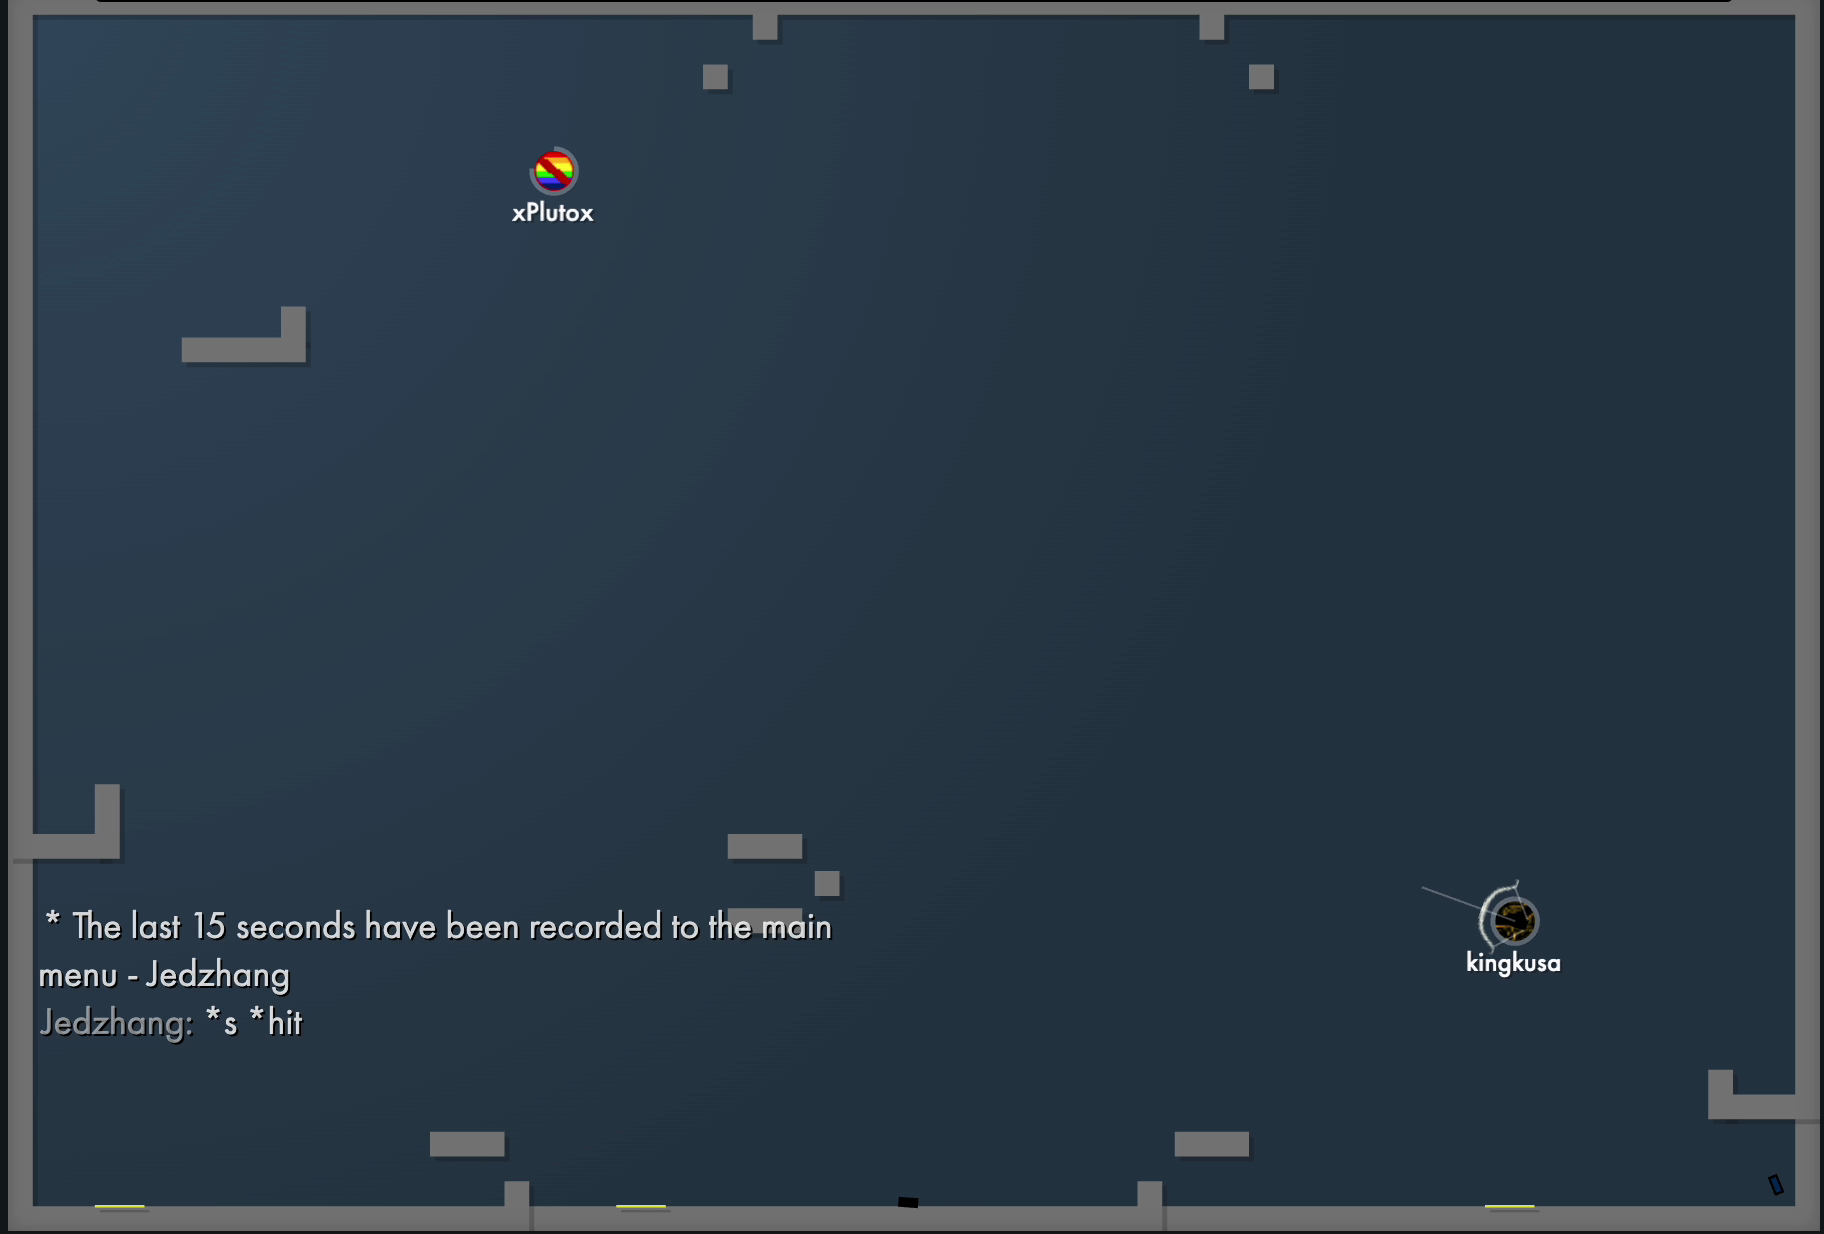 xPlutox
* The last 15 seconds have been recorded to the main
menu - Jedzhang
kingkusa
Jedzhang: *s *hit